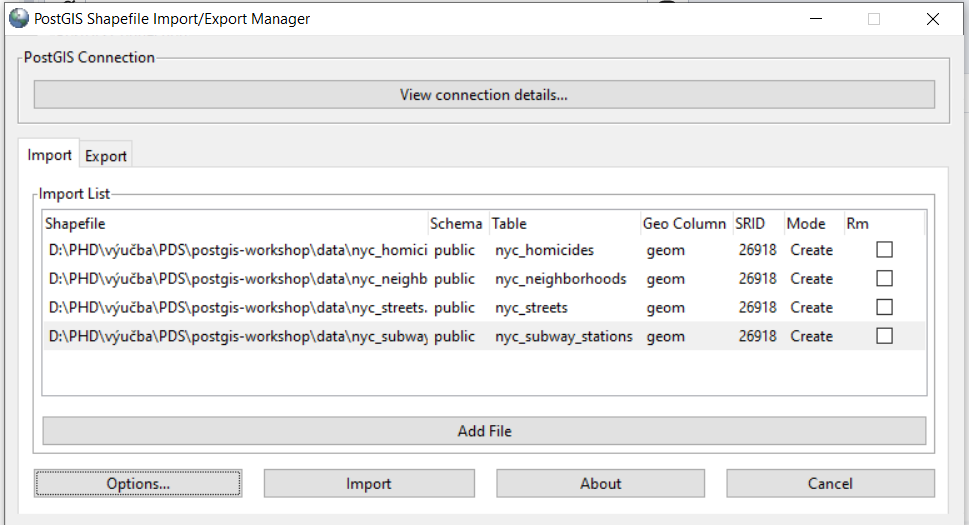 PostGIS Shapefile Import/Export Manager
PostGIS Connection
View connection details...
Import Export
Import List
Shapefile Schema Table Geo Column SRID Mode Rm
D:\PHD\výučba\PDS\postgis-workshop\data\nyc_homici public nyc_homicides geom 26918 Create
D:\PHD\výučba\PDS\postgis-workshop\data\nyc_neighb public nyc_neighborhoods geom 26918 Create
D:\PHD\výučba\PDS\postgis-workshop\data\nyc_streets. public nyc_streets geom 26918 Create
D:\PHD\výučba\PDS\postgis-workshop\data\nyc_subway public nyc_subway_stations geom 26918 Create
Add File
Options... Import About Cancel